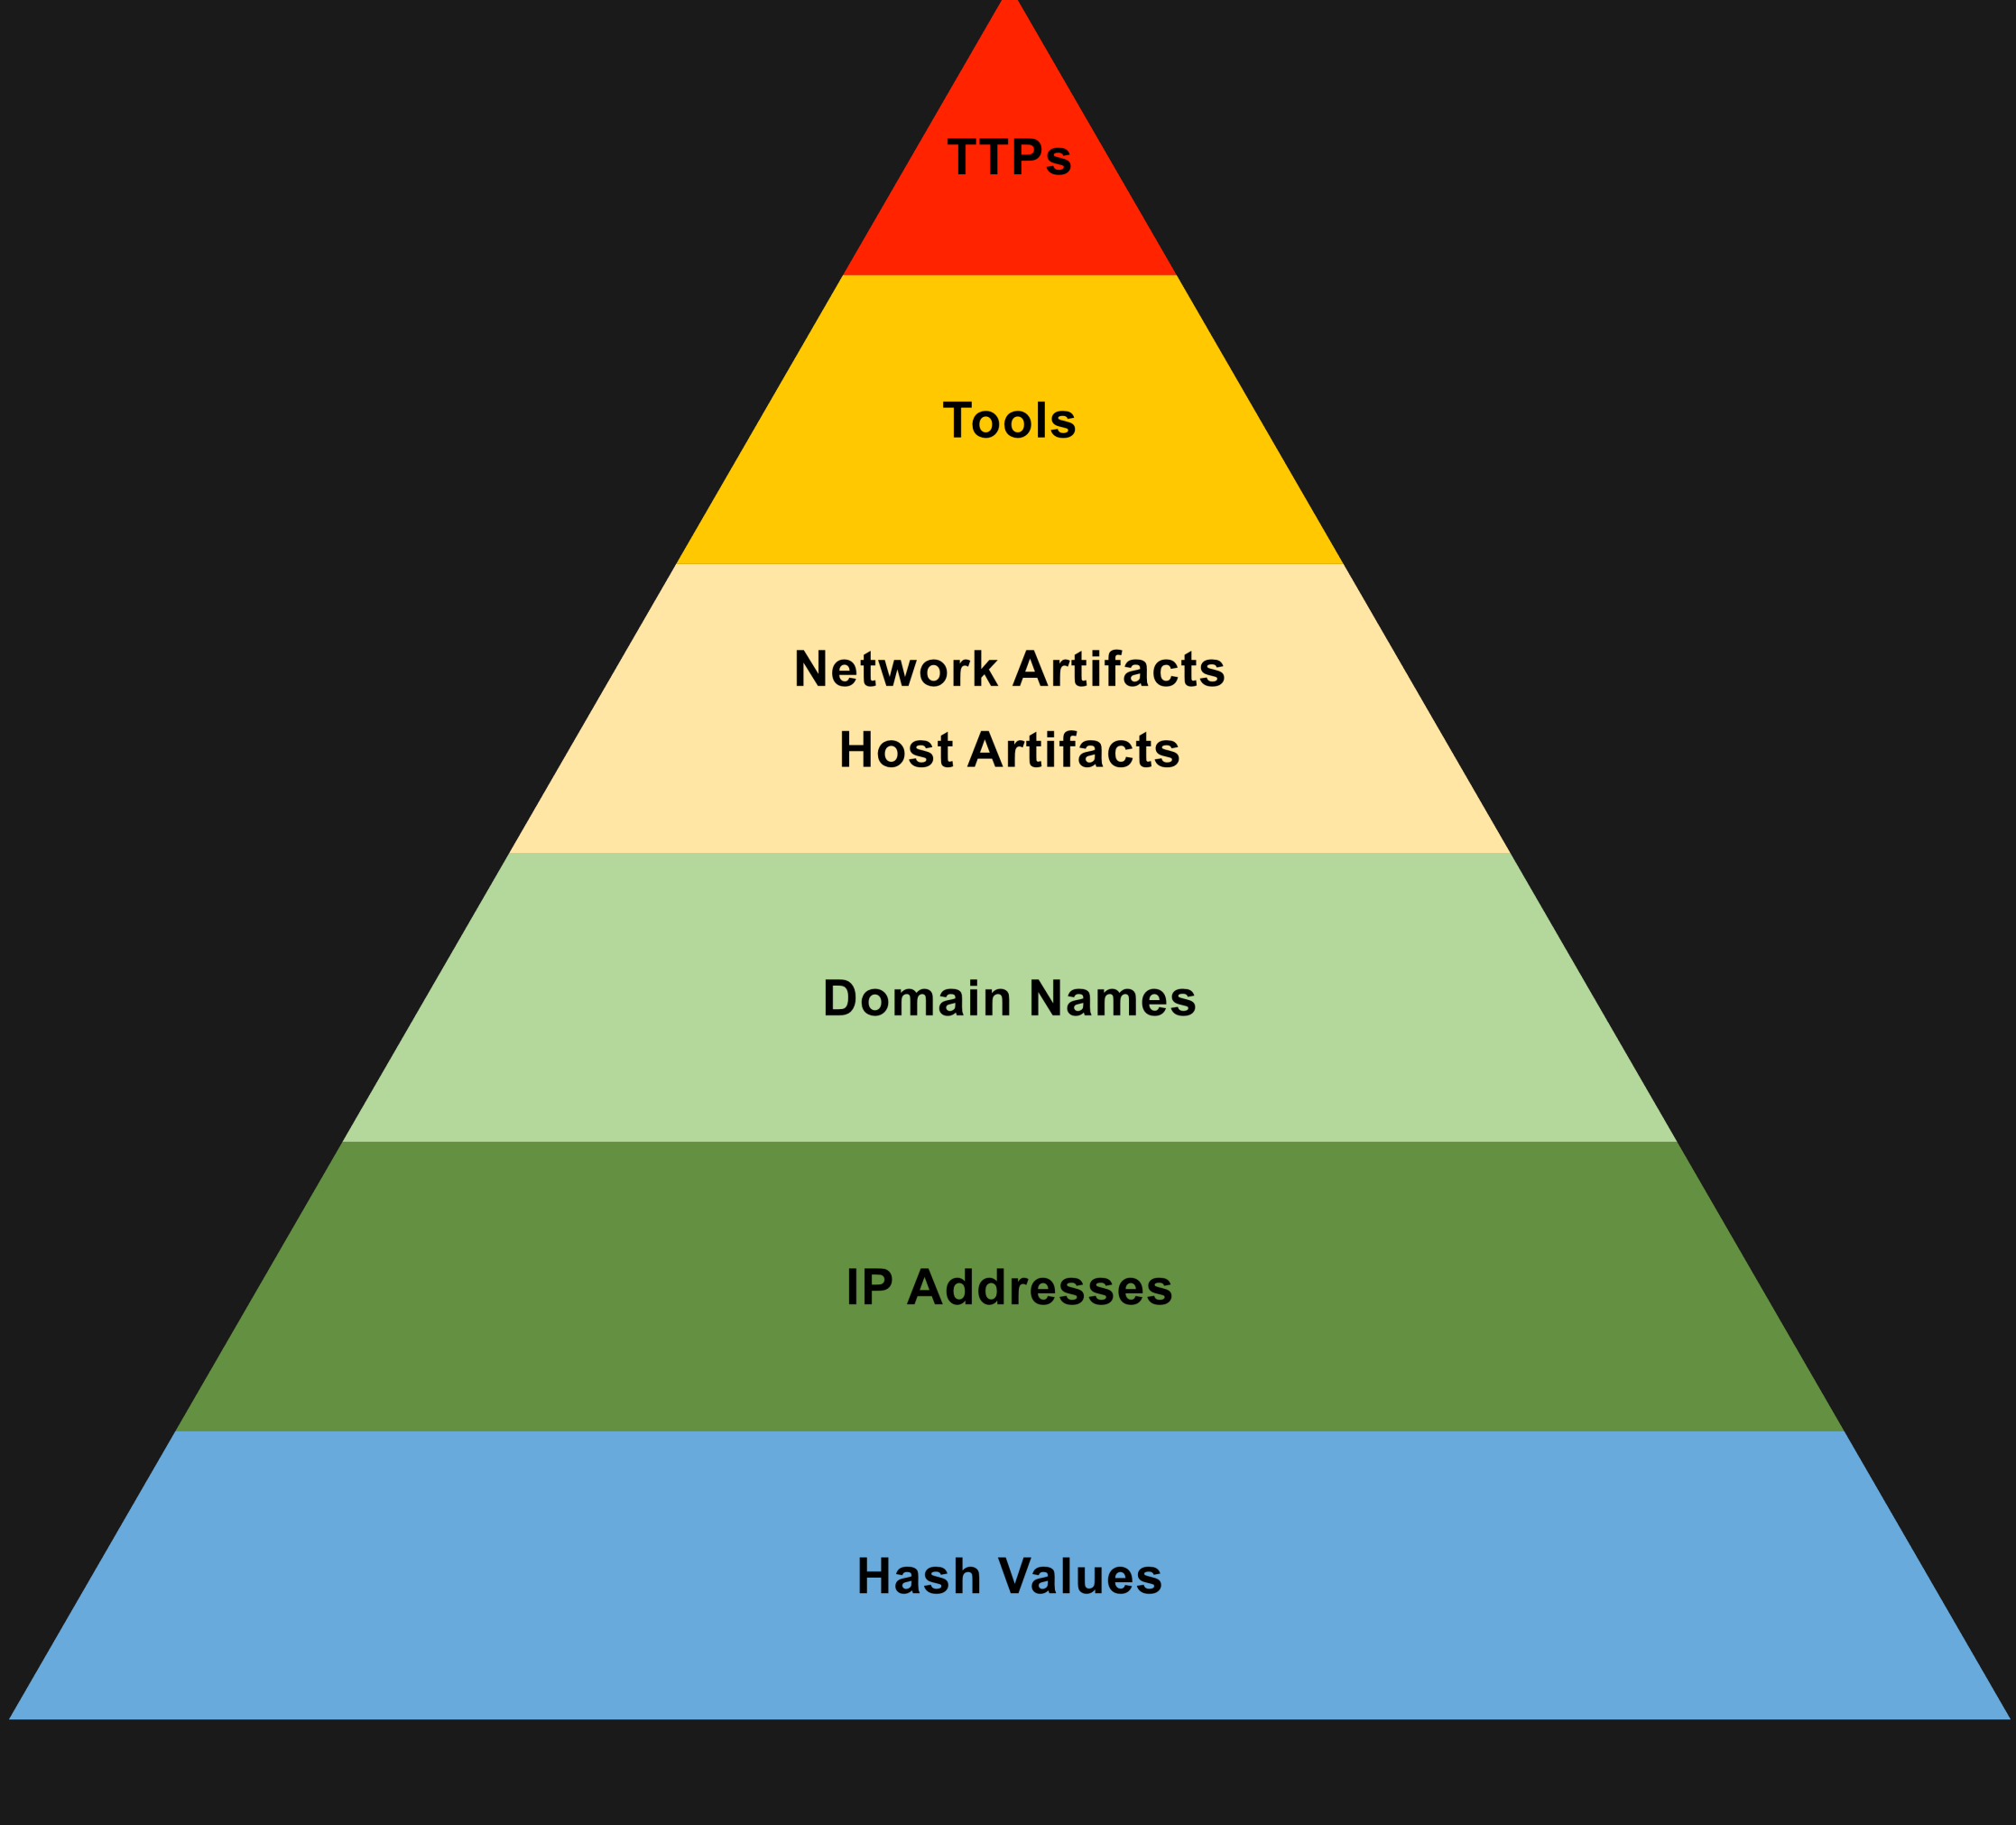 TTPs
Tools
Network Artifacts
Host Artifacts
Domain Names
IP Addresses
Hash Values